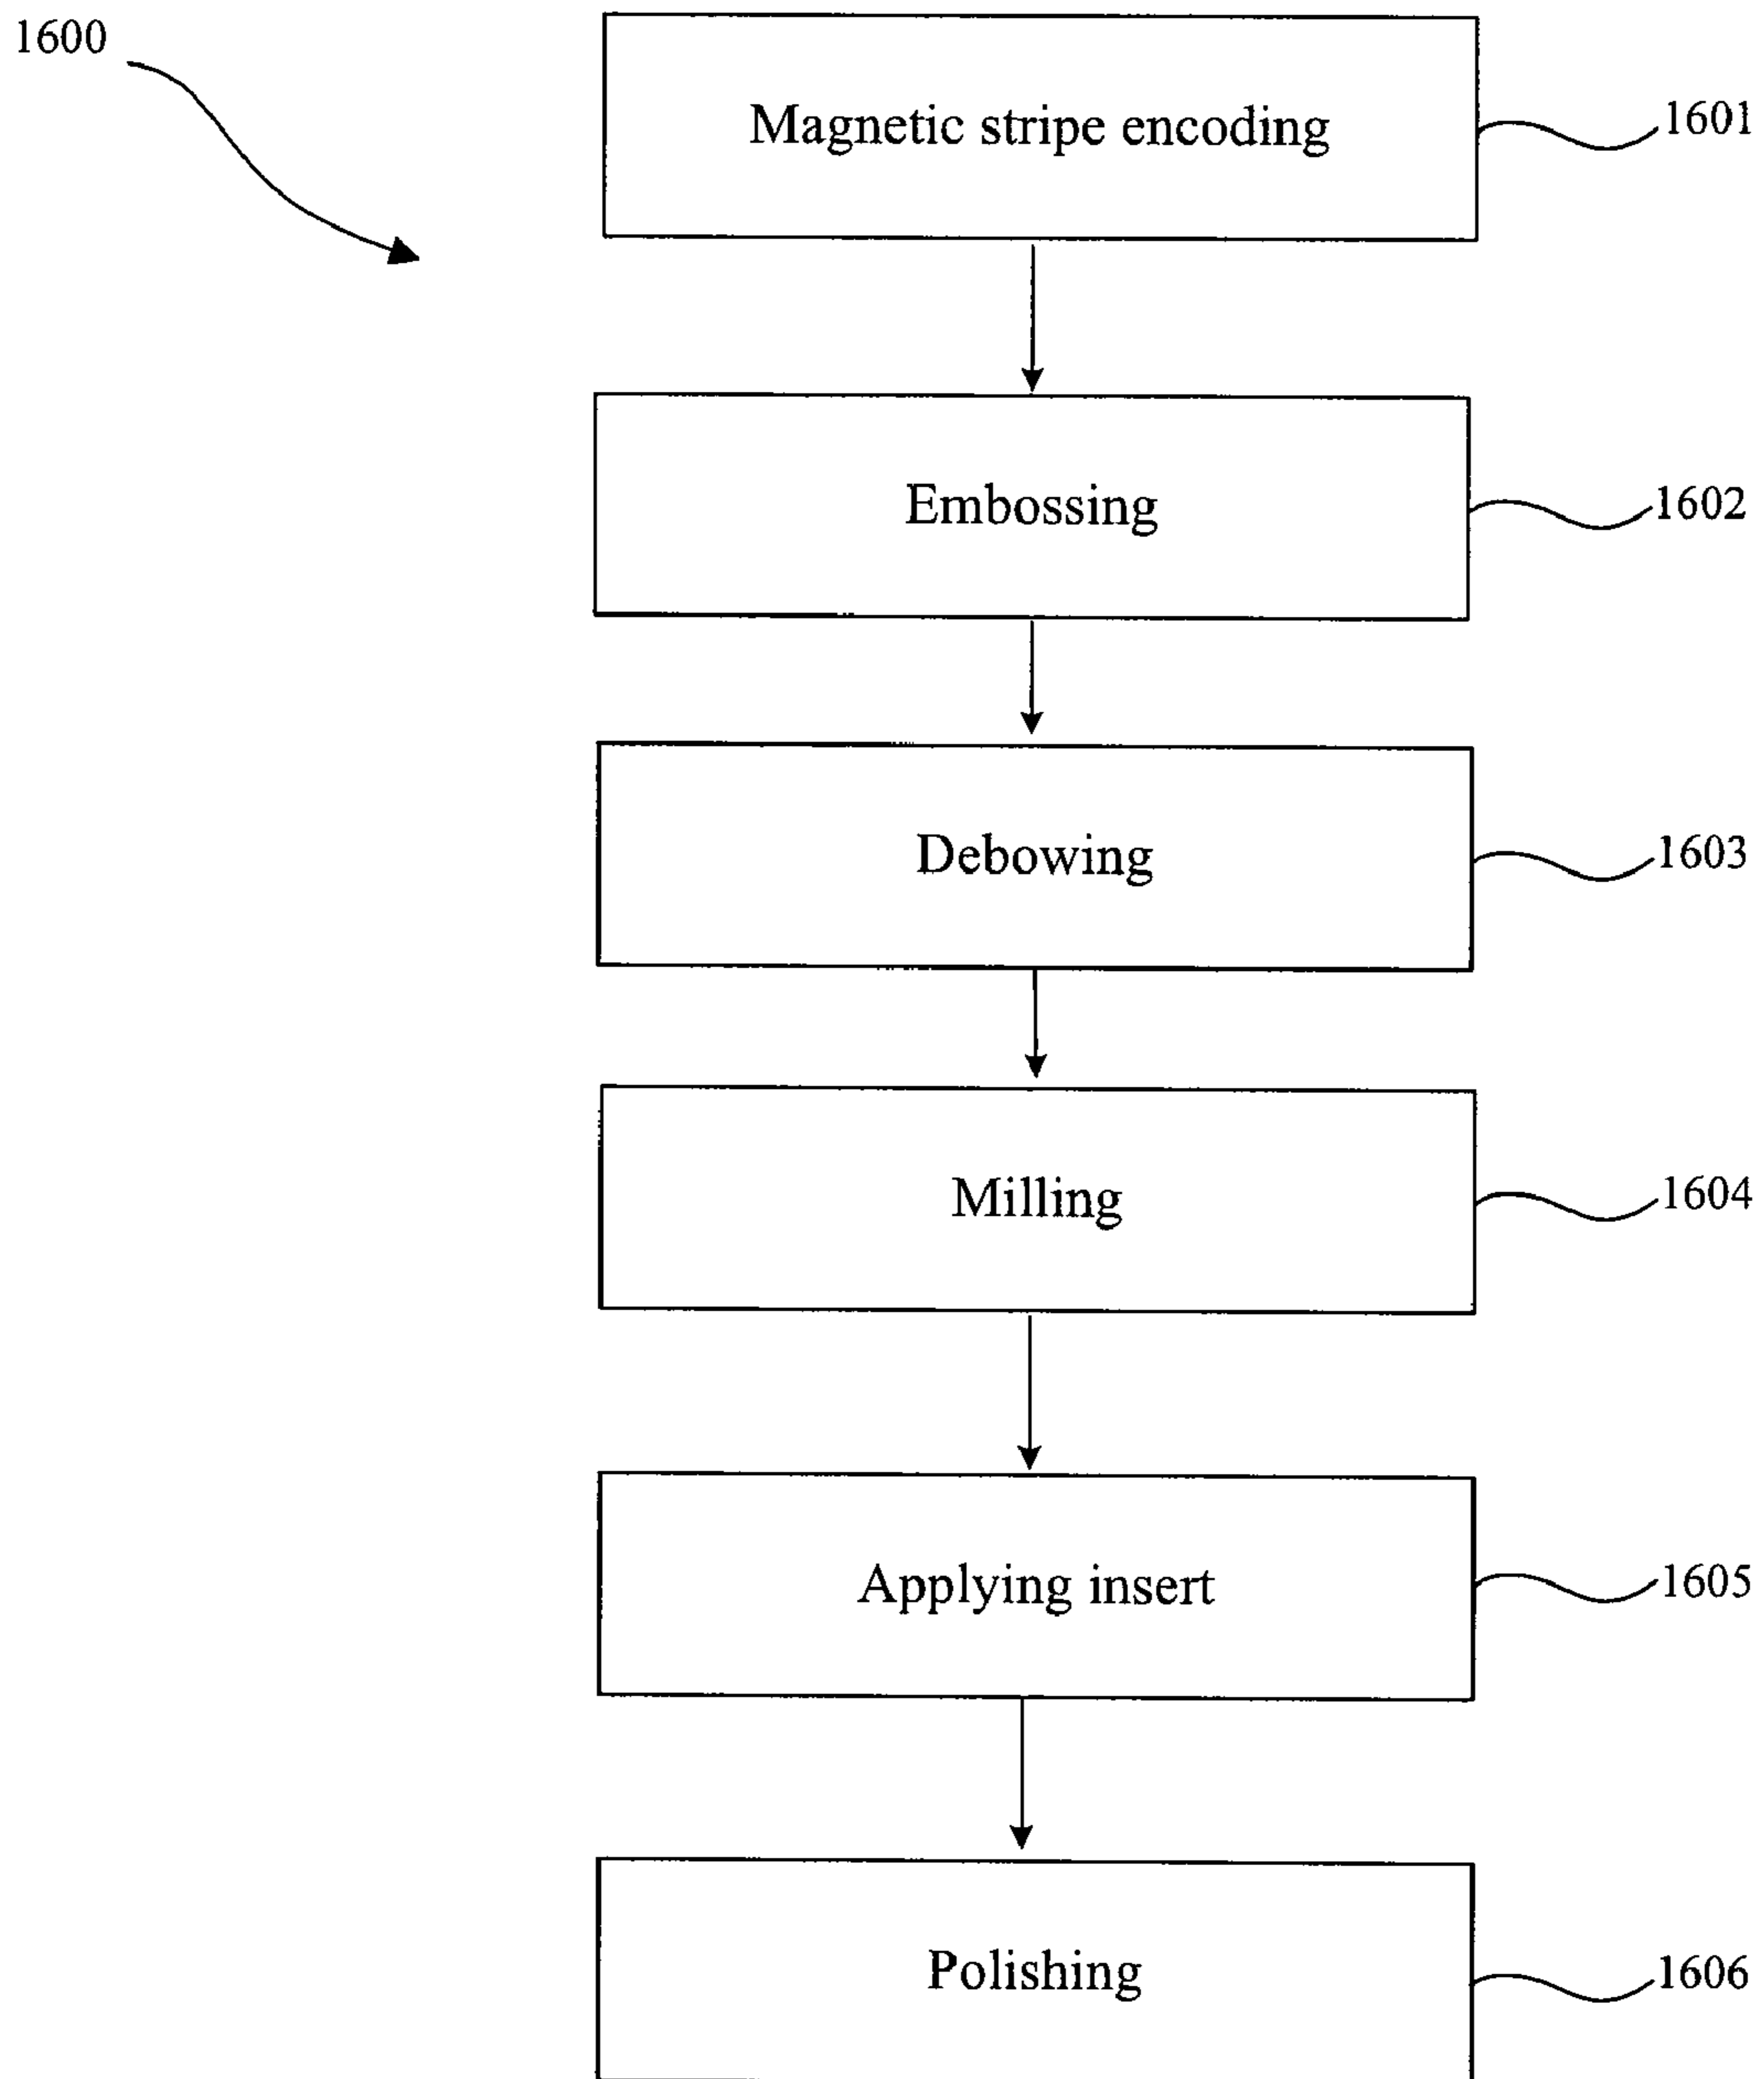 1600
Magnetic stripe encoding
1601
Embossing
1602
Debowing
1603
Milling
1604
Applying insert
1605
Polishing
1606